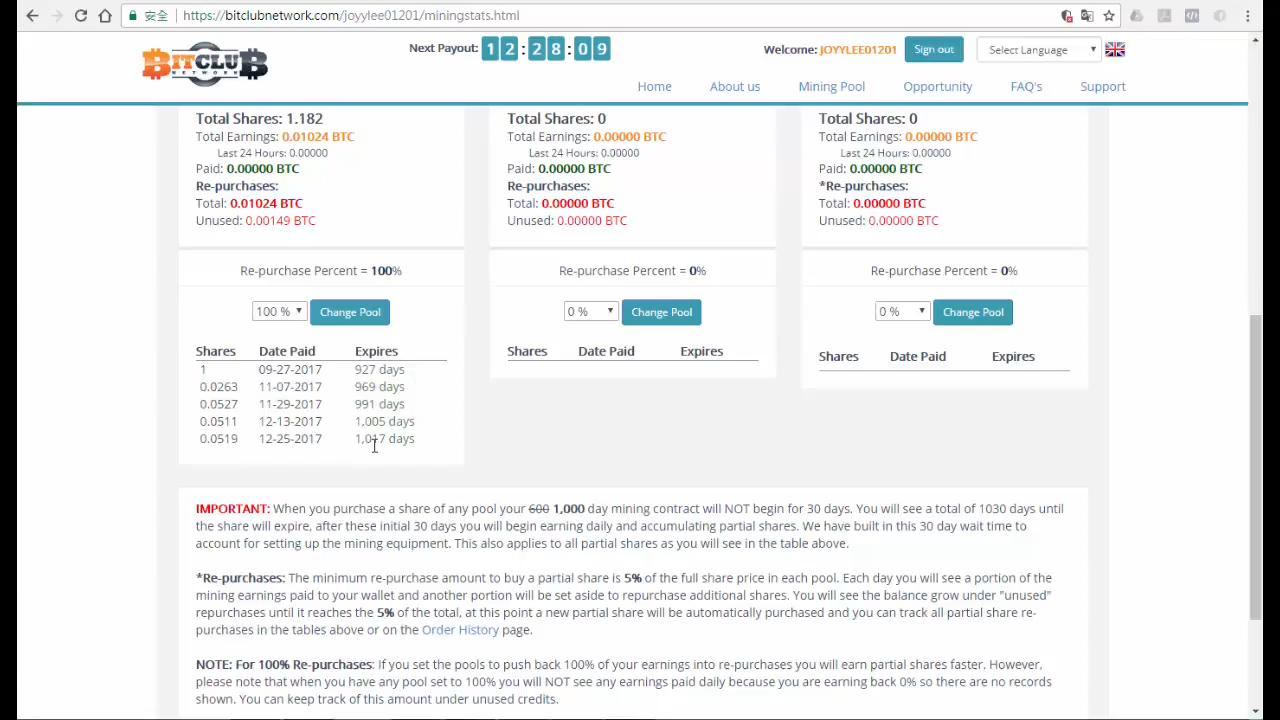 安全 https://bitclubnetwork.com/joyylee01201/miningstats.html
BITCLUB NETWORK
Next Payout: 12:28:09
Welcome: JOYYLEE01201 Sign out Select Language
Home About us Mining Pool Opportunity FAQ's Support
Total Shares: 1.182
Total Earnings: 0.01024 BTC
Last 24 Hours: 0.00000
Paid: 0.00000 BTC
Re-purchases:
Total: 0.01024 BTC
Unused: 0.00149 BTC
Re-purchase Percent = 100%
100 % Change Pool
Shares Date Paid Expires
1 09-27-2017 927 days
0.0263 11-07-2017 969 days
0.0527 11-29-2017 991 days
0.0511 12-13-2017 1,005 days
0.0519 12-25-2017 1,017 days
Total Shares: 0
Total Earnings: 0.00000 BTC
Last 24 Hours: 0.00000
Paid: 0.00000 BTC
Re-purchases:
Total: 0.00000 BTC
Unused: 0.00000 BTC
Re-purchase Percent = 0%
0 % Change Pool
Shares Date Paid Expires
Total Shares: 0
Total Earnings: 0.00000 BTC
Last 24 Hours: 0.00000
Paid: 0.00000 BTC
*Re-purchases:
Total: 0.00000 BTC
Unused: 0.00000 BTC
Re-purchase Percent = 0%
0 % Change Pool
Shares Date Paid Expires
IMPORTANT: When you purchase a share of any pool your 600 1,000 day mining contract will NOT begin for 30 days. You will see a total of 1030 days until
the share will expire, after these initial 30 days you will begin earning daily and accumulating partial shares. We have built in this 30 day wait time to
account for setting up the mining equipment. This also applies to all partial shares as you will see in the table above.
*Re-purchases: The minimum re-purchase amount to buy a partial share is 5% of the full share price in each pool. Each day you will see a portion of the
mining earnings paid to your wallet and another portion will be set aside to repurchase additional shares. You will see the balance grow under "unused"
repurchases until it reaches the 5% of the total, at this point a new partial share will be automatically purchased and you can track all partial share re-
purchases in the tables above or on the Order History page.
NOTE: For 100% Re-purchases: If you set the pools to push back 100% of your earnings into re-purchases you will earn partial shares faster. However,
please note that when you have any pool set to 100% you will NOT see any earnings paid daily because you are earning back 0% so there are no records
shown. You can keep track of this amount under unused credits.